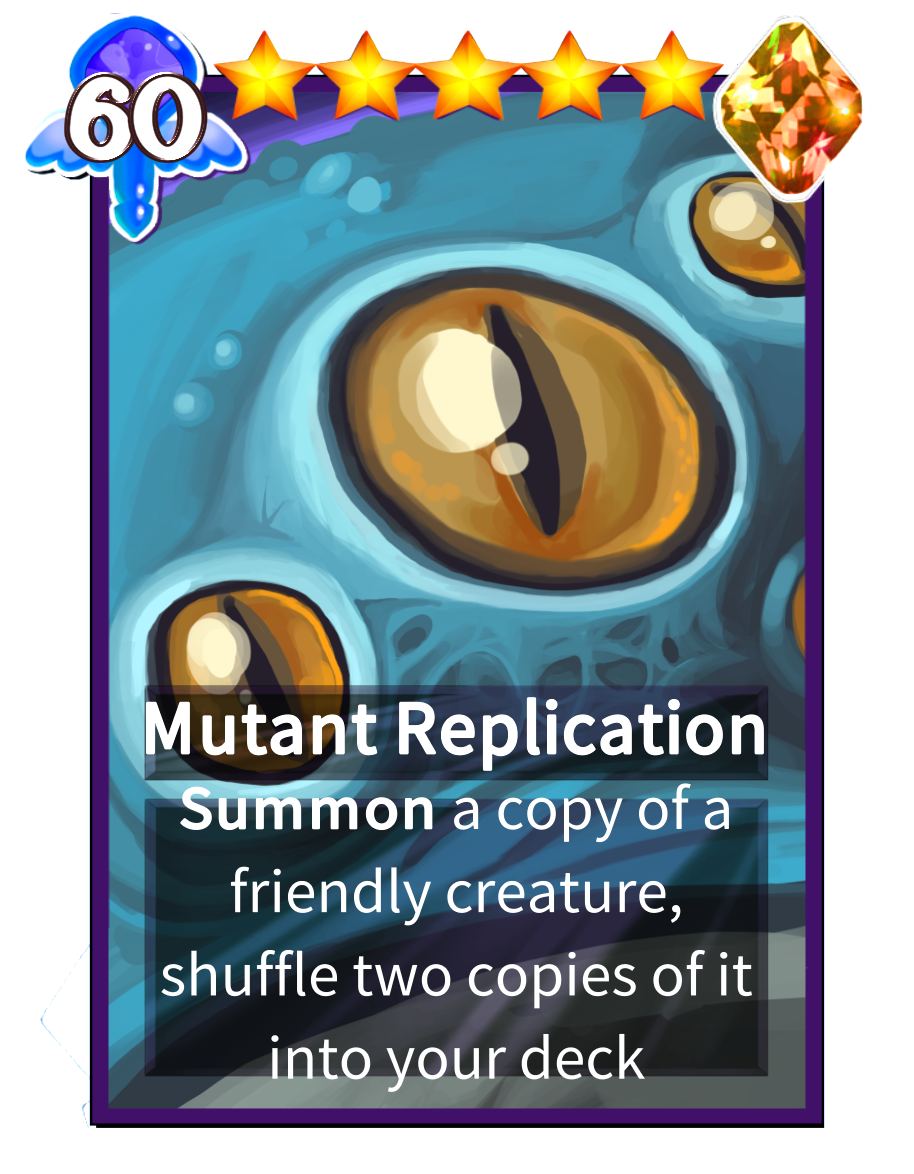 60
Mutant Replication
Summon a copy of a
friendly creature,
shuffle two copies of it
into your deck